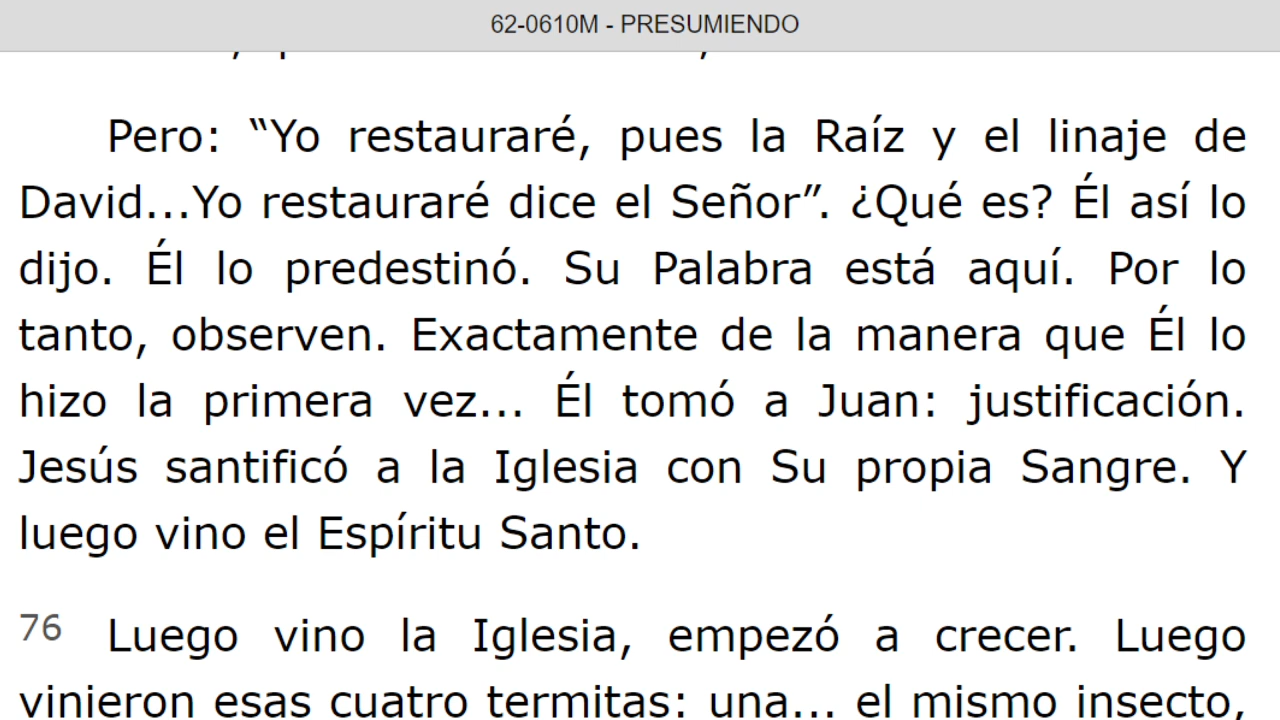 62-0610M - PRESUMIENDO
Pero: “Yo restauraré, pues la Raíz y el linaje de
David...Yo restauraré dice el Señor”. ¿Qué es? Él así lo
dijo. Él lo predestinó. Su Palabra está aquí. Por lo
tanto, observen. Exactamente de la manera que Él lo
hizo la primera vez... Él tomó a Juan: justificación.
Jesús santificó a la Iglesia con Su propia Sangre. Y
luego vino el Espíritu Santo.
76 Luego vino la Iglesia, empezó a crecer. Luego
vinieron esas cuatro termitas: una... el mismo insecto,